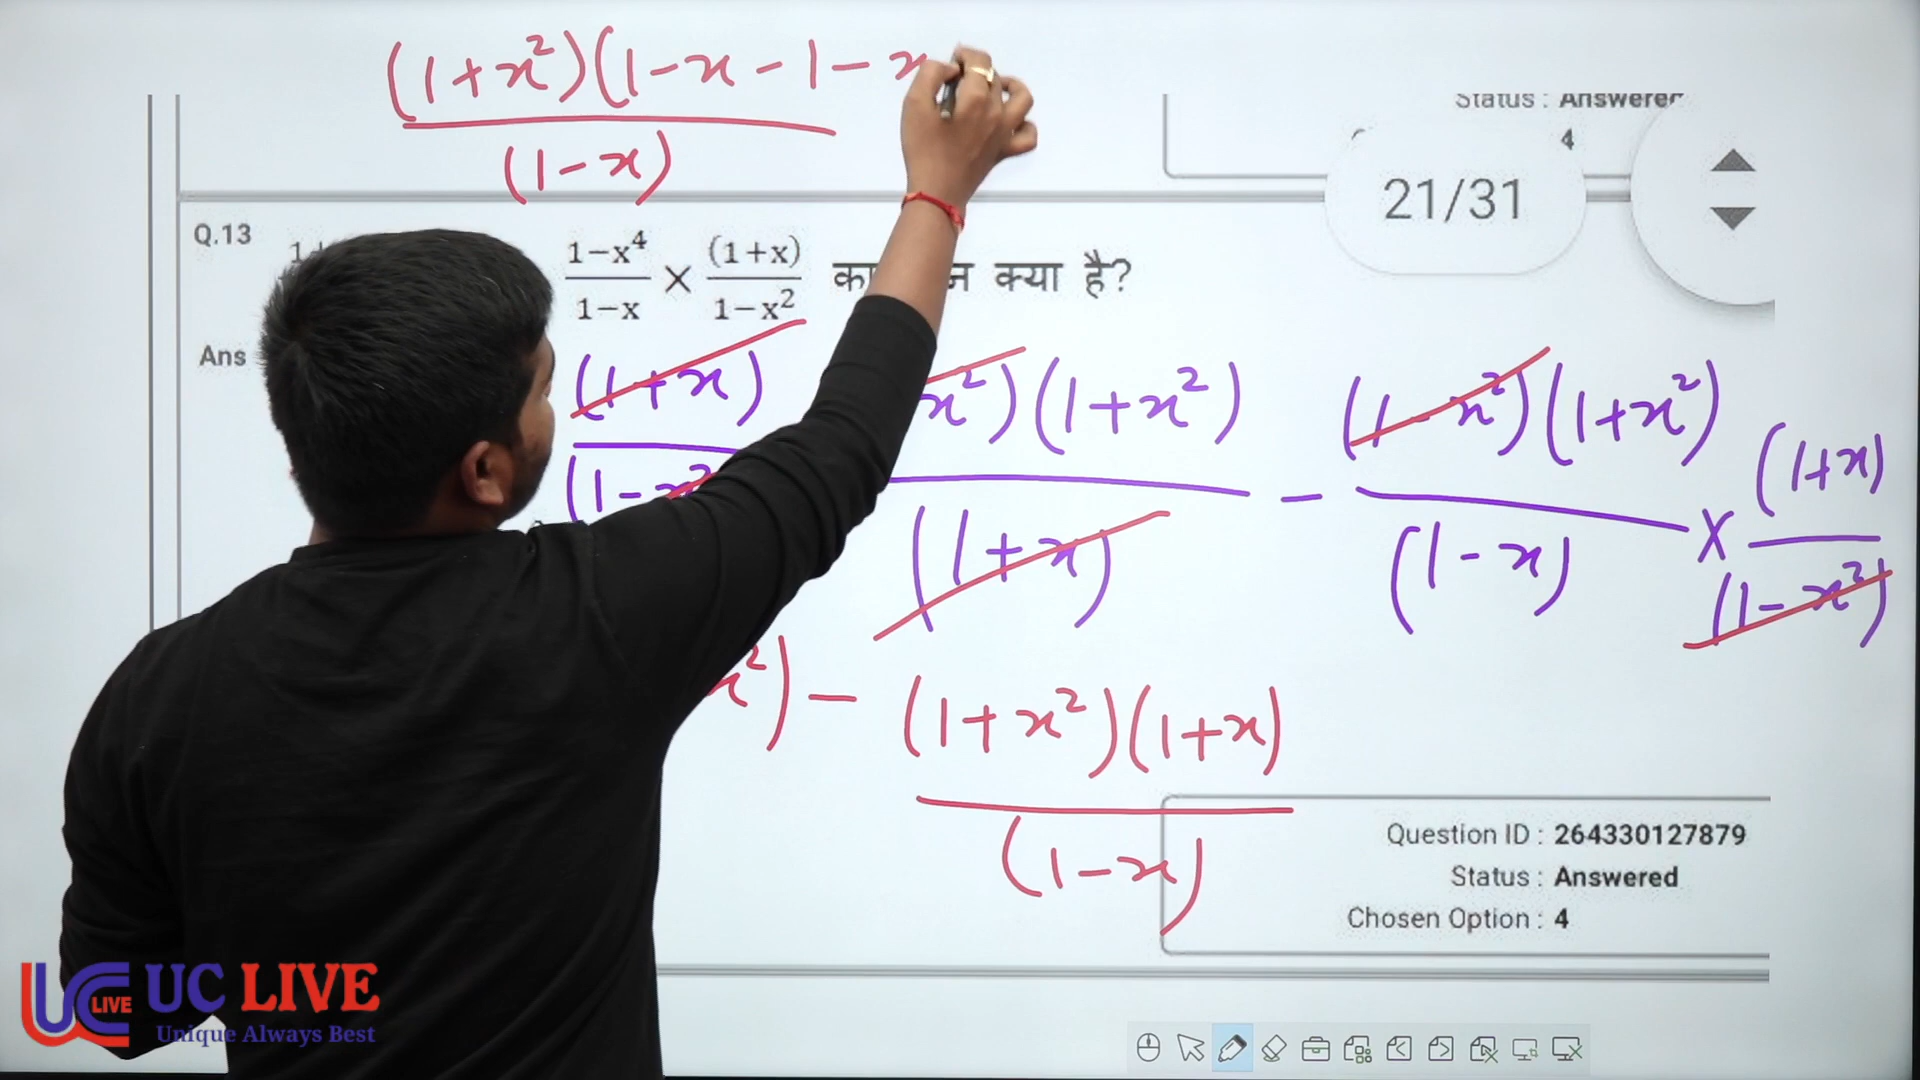 (1+x²)(1-x-1-x
(1-x)
Status : Answered
4
21/31
Q.13
1-x⁴ / 1-x × (1+x) / 1-x² का क्या है?
Ans
(1+x) x²)(1+x²) (1-x²)(1+x²) (1+x)
(1-x² (1+x) - (1-x) × (1-x²)
x²) - (1+x²)(1+x)
(1-x)
Question ID : 264330127879
Status : Answered
Chosen Option : 4
UC LIVE
LIVE
Unique Always Best